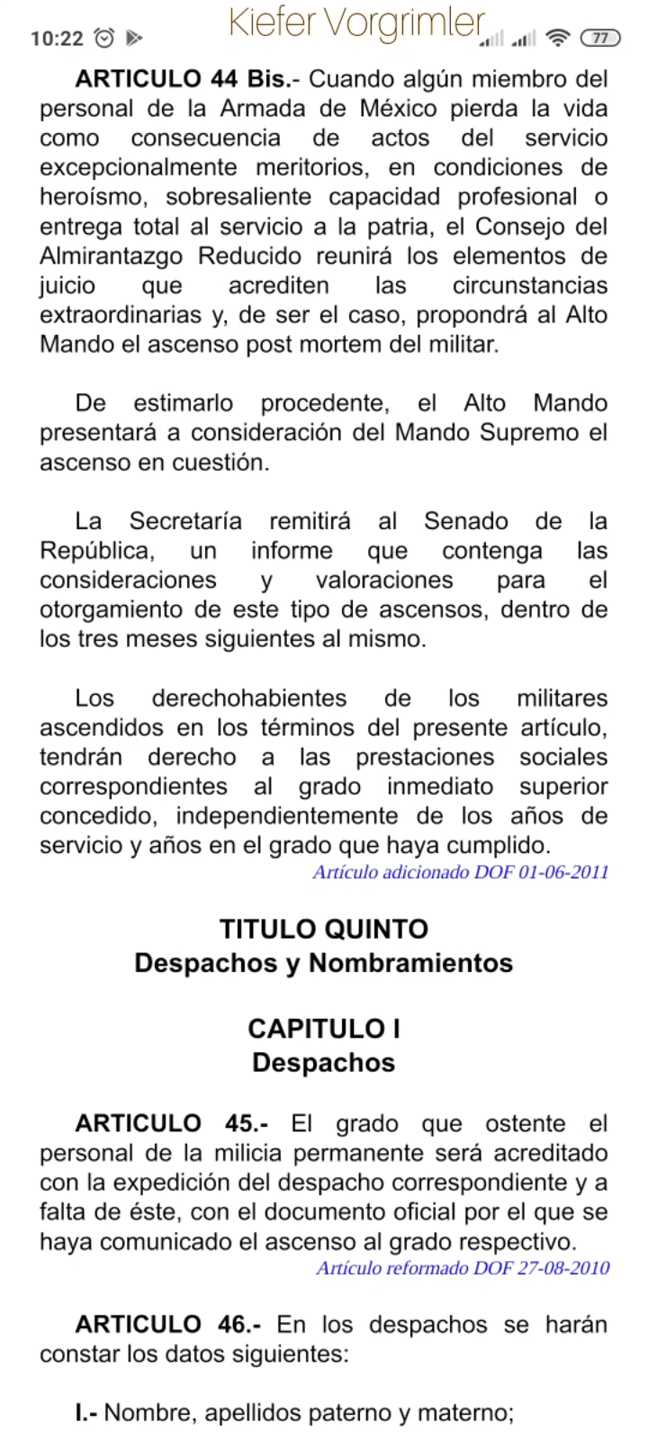 Kiefer Vorgrimler
10:22
77
ARTICULO 44 Bis.- Cuando algún miembro del
personal de la Armada de México pierda la vida
como consecuencia de actos del servicio
excepcionalmente meritorios, en condiciones de
heroísmo, sobresaliente capacidad profesional o
entrega total al servicio a la patria, el Consejo del
Almirantazgo Reducido reunirá los elementos de
juicio que acrediten las circunstancias
extraordinarias y, de ser el caso, propondrá al Alto
Mando el ascenso post mortem del militar.
De estimarlo procedente, el Alto Mando
presentará a consideración del Mando Supremo el
ascenso en cuestión.
La Secretaría remitirá al Senado de la
República, un informe que contenga las
consideraciones y valoraciones para el
otorgamiento de este tipo de ascensos, dentro de
los tres meses siguientes al mismo.
Los derechohabientes de los militares
ascendidos en los términos del presente artículo,
tendrán derecho a las prestaciones sociales
correspondientes al grado inmediato superior
concedido, independientemente de los años de
servicio y años en el grado que haya cumplido.
Artículo adicionado DOF 01-06-2011
TITULO QUINTO
Despachos y Nombramientos
CAPITULO I
Despachos
ARTICULO 45.- El grado que ostente el
personal de la milicia permanente será acreditado
con la expedición del despacho correspondiente y a
falta de éste, con el documento oficial por el que se
haya comunicado el ascenso al grado respectivo.
Artículo reformado DOF 27-08-2010
ARTICULO 46.- En los despachos se harán
constar los datos siguientes:
I.- Nombre, apellidos paterno y materno;